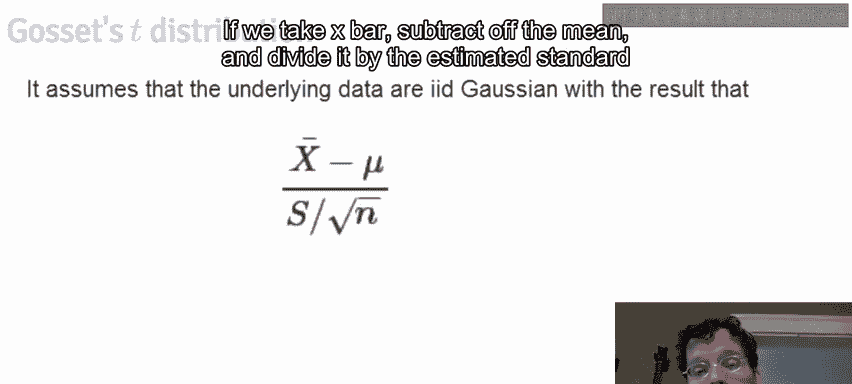 Gosset's t distri
If we take x bar, subtract off the mean,
and divide it by the estimated standard
It assumes that the underlying data are iid Gaussian with the result that
X̄ − μ
S/√n